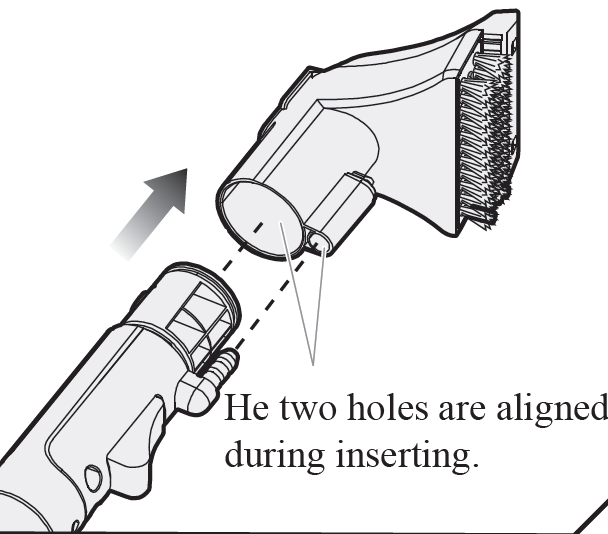 He two holes are aligned
during inserting.